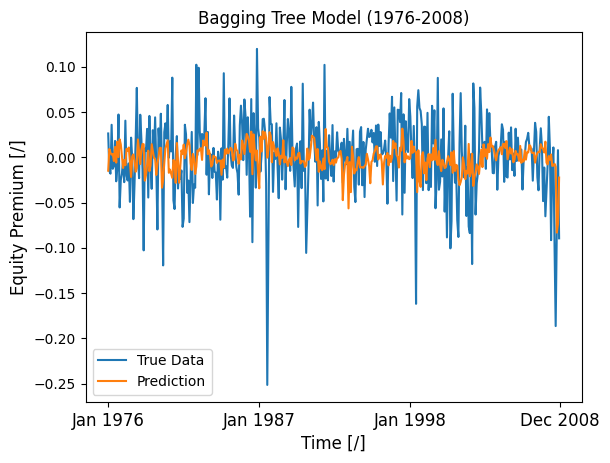 Bagging Tree Model (1976-2008)
Equity Premium [/]
0.10
0.05
0.00
−0.05
−0.10
−0.15
−0.20
−0.25
True Data
Prediction
Jan 1976
Jan 1987
Jan 1998
Dec 2008
Time [/]